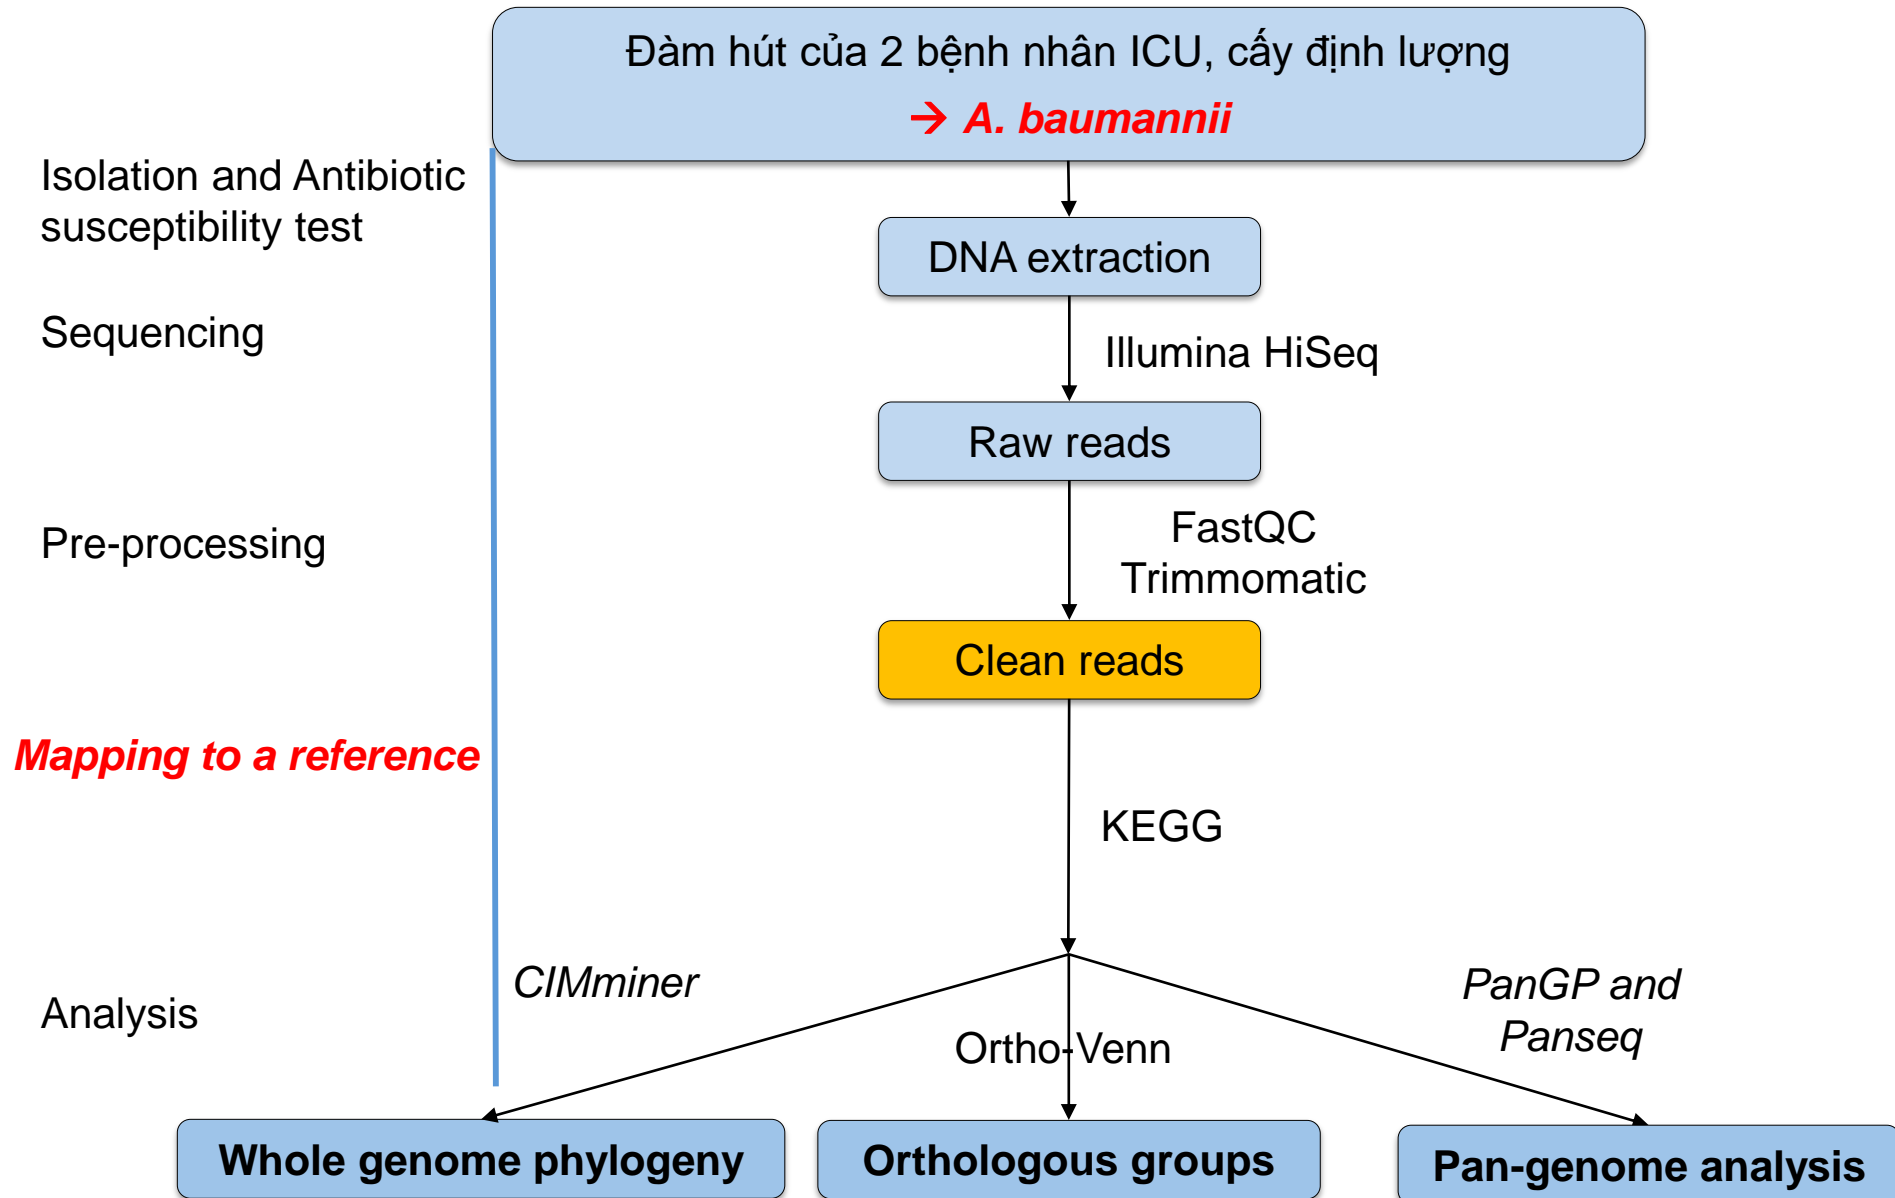 Đàm hút của 2 bệnh nhân ICU, cấy định lượng
→ A. baumannii
Isolation and Antibiotic
susceptibility test
DNA extraction
Sequencing
Illumina HiSeq
Raw reads
Pre-processing
FastQC
Trimmomatic
Clean reads
Mapping to a reference
KEGG
Analysis
CIMminer
Ortho-Venn
PanGP and
Panseq
Whole genome phylogeny
Orthologous groups
Pan-genome analysis